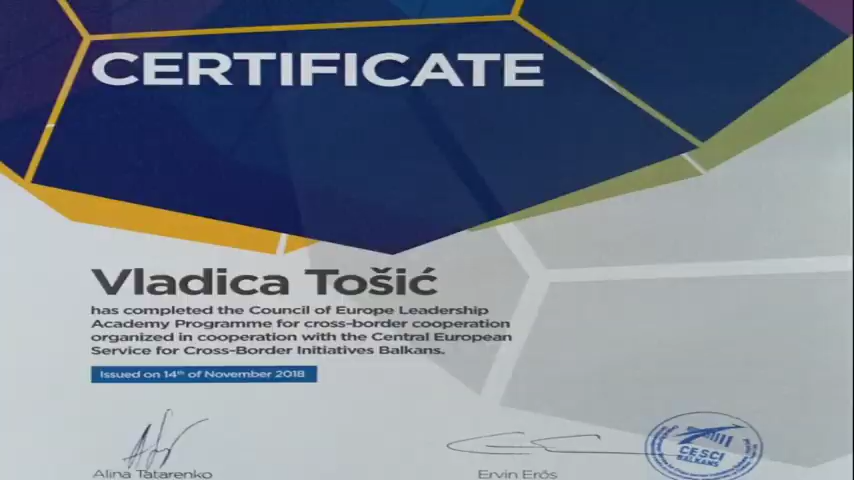 CERTIFICATE
Vladica Tošić
has completed the Council of Europe Leadership
Academy Programme for cross-border cooperation
organized in cooperation with the Central European
Service for Cross-Border Initiatives Balkans.
Issued on 14th of November 2018
Alina Tatarenko
Ervin Erős
CESCI
BALKANS